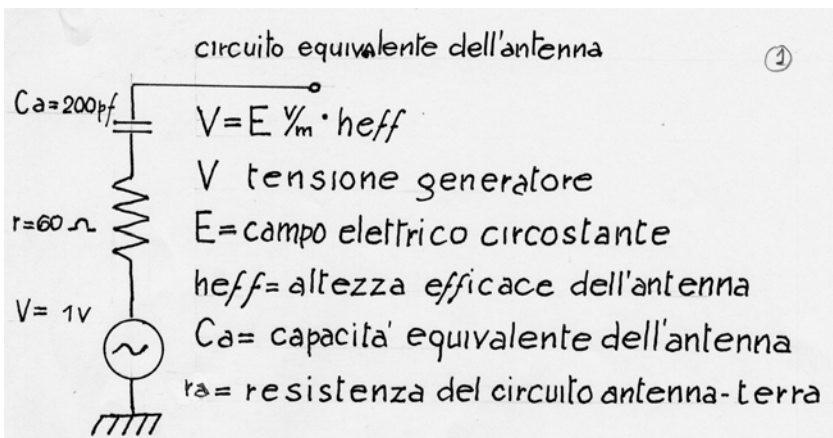 circuito equivalente dell'antenna
1
Ca=200pf
V=E V/m · heff
V tensione generatore
r=60 Ω
E=campo elettrico circostante
heff= altezza efficace dell'antenna
V= 1V
Ca= capacita' equivalente dell'antenna
ra= resistenza del circuito antenna-terra